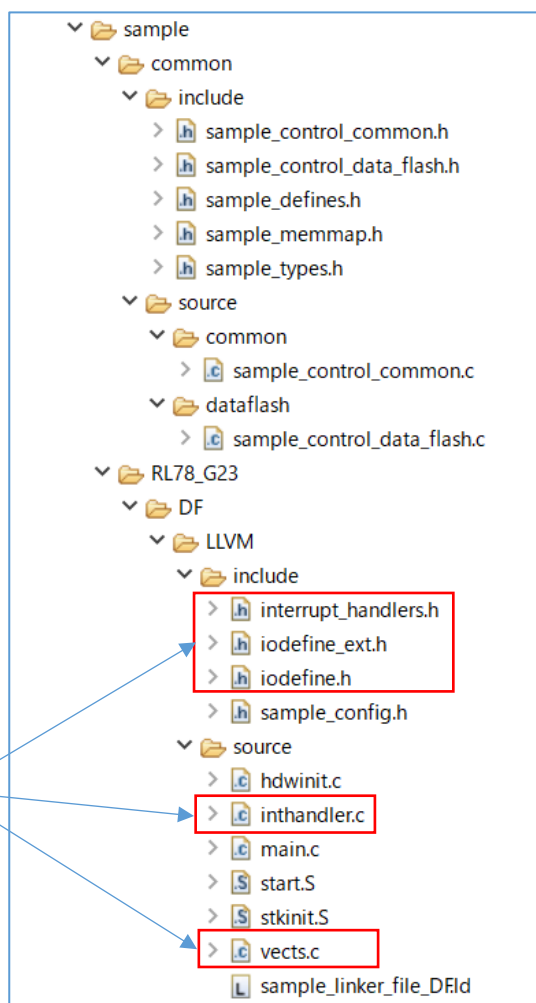 sample
common
include
sample_control_common.h
sample_control_data_flash.h
sample_defines.h
sample_memmap.h
sample_types.h
source
common
sample_control_common.c
dataflash
sample_control_data_flash.c
RL78_G23
DF
LLVM
include
interrupt_handlers.h
iodefine_ext.h
iodefine.h
sample_config.h
source
hdwinit.c
inthandler.c
main.c
start.S
stkinit.S
vects.c
sample_linker_file_DF.ld